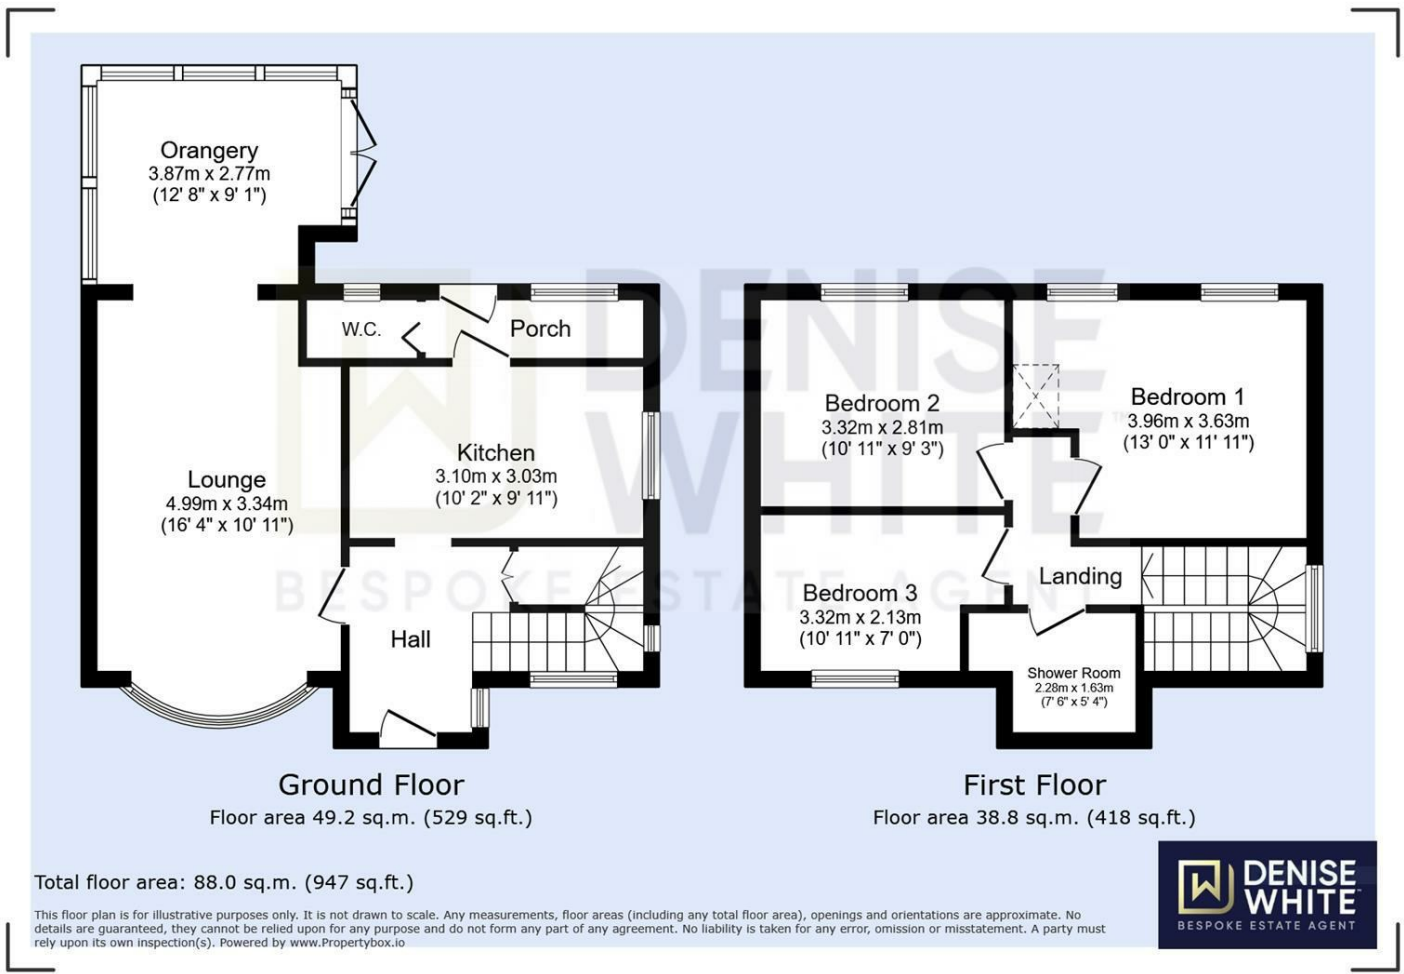 Orangery
3.87m x 2.77m
(12' 8" x 9' 1")
W.C.
Porch
Kitchen
3.10m x 3.03m
(10' 2" x 9' 11")
Lounge
4.99m x 3.34m
(16' 4" x 10' 11")
Hall
Ground Floor
Floor area 49.2 sq.m. (529 sq.ft.)
Bedroom 2
3.32m x 2.81m
(10' 11" x 9' 3")
Bedroom 1
3.96m x 3.63m
(13' 0" x 11' 11")
Bedroom 3
3.32m x 2.13m
(10' 11" x 7' 0")
Landing
Shower Room
2.28m x 1.63m
(7' 6" x 5' 4")
First Floor
Floor area 38.8 sq.m. (418 sq.ft.)
DENISE
WHITE™
BESPOKE ESTATE AGENT
Total floor area: 88.0 sq.m. (947 sq.ft.)
This floor plan is for illustrative purposes only. It is not drawn to scale. Any measurements, floor areas (including any total floor area), openings and orientations are approximate. No
details are guaranteed, they cannot be relied upon for any purpose and do not form any part of any agreement. No liability is taken for any error, omission or misstatement. A party must
rely upon its own inspection(s). Powered by www.Propertybox.io
DENISE
WHITE™
BESPOKE ESTATE AGENT